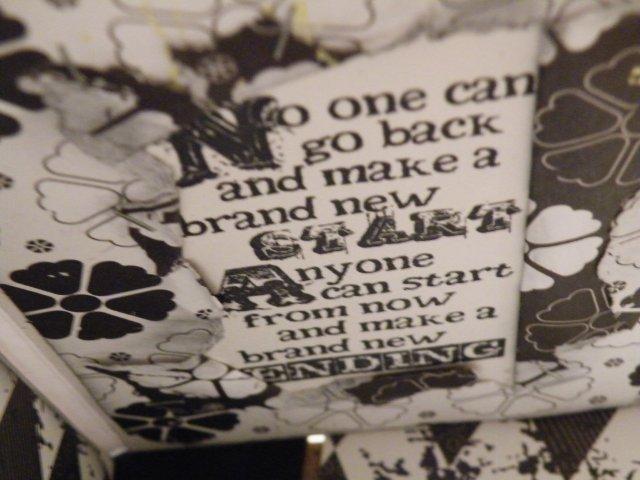 No one can
go back
and make a
brand new
START
Anyone
can start
from now
and make a
brand new
ENDING